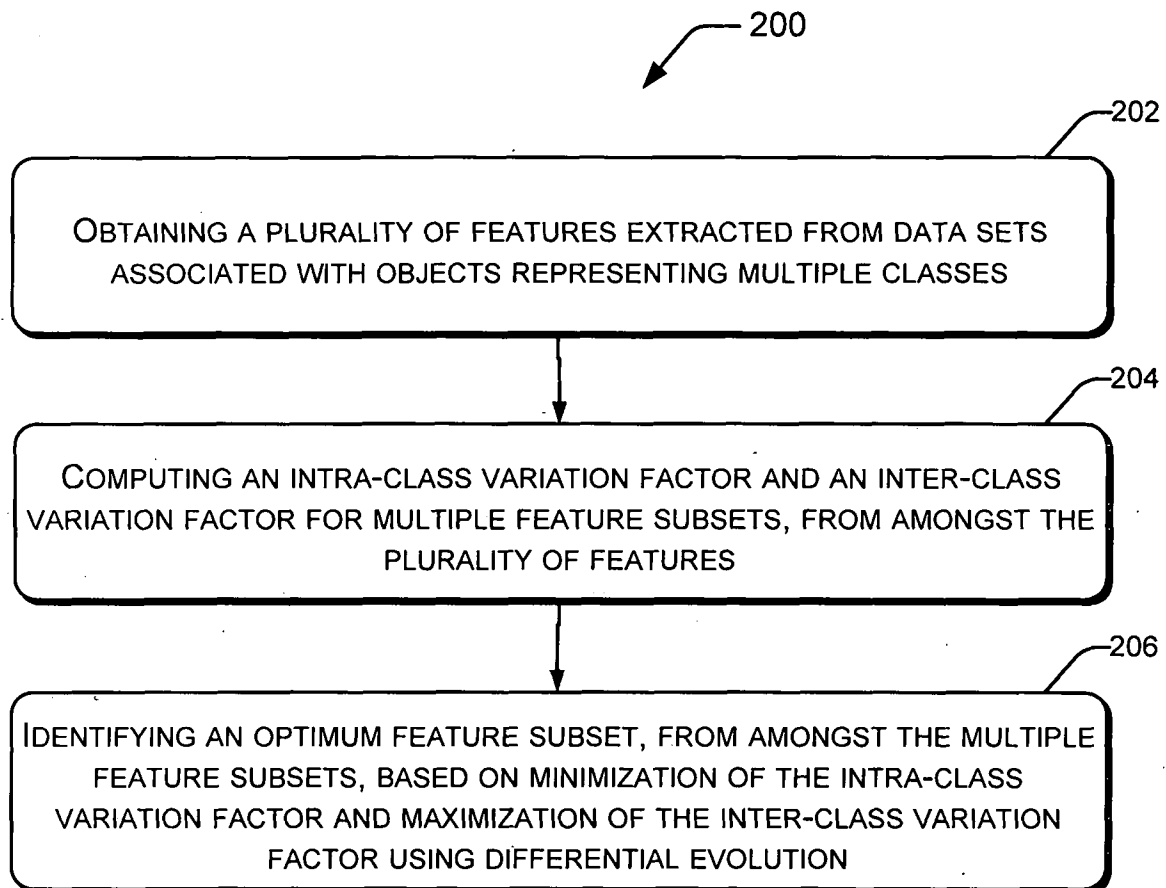 200
202
OBTAINING A PLURALITY OF FEATURES EXTRACTED FROM DATA SETS
ASSOCIATED WITH OBJECTS REPRESENTING MULTIPLE CLASSES
204
COMPUTING AN INTRA-CLASS VARIATION FACTOR AND AN INTER-CLASS
VARIATION FACTOR FOR MULTIPLE FEATURE SUBSETS, FROM AMONGST THE
PLURALITY OF FEATURES
206
IDENTIFYING AN OPTIMUM FEATURE SUBSET, FROM AMONGST THE MULTIPLE
FEATURE SUBSETS, BASED ON MINIMIZATION OF THE INTRA-CLASS
VARIATION FACTOR AND MAXIMIZATION OF THE INTER-CLASS VARIATION
FACTOR USING DIFFERENTIAL EVOLUTION